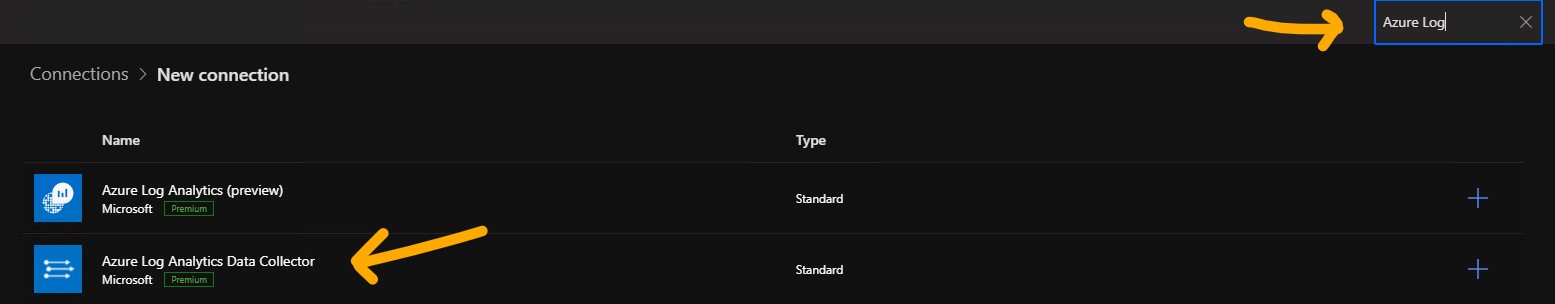 Azure Log
Connections > New connection
Name Type
Azure Log Analytics (preview)
Microsoft Premium Standard
Azure Log Analytics Data Collector
Microsoft Premium Standard